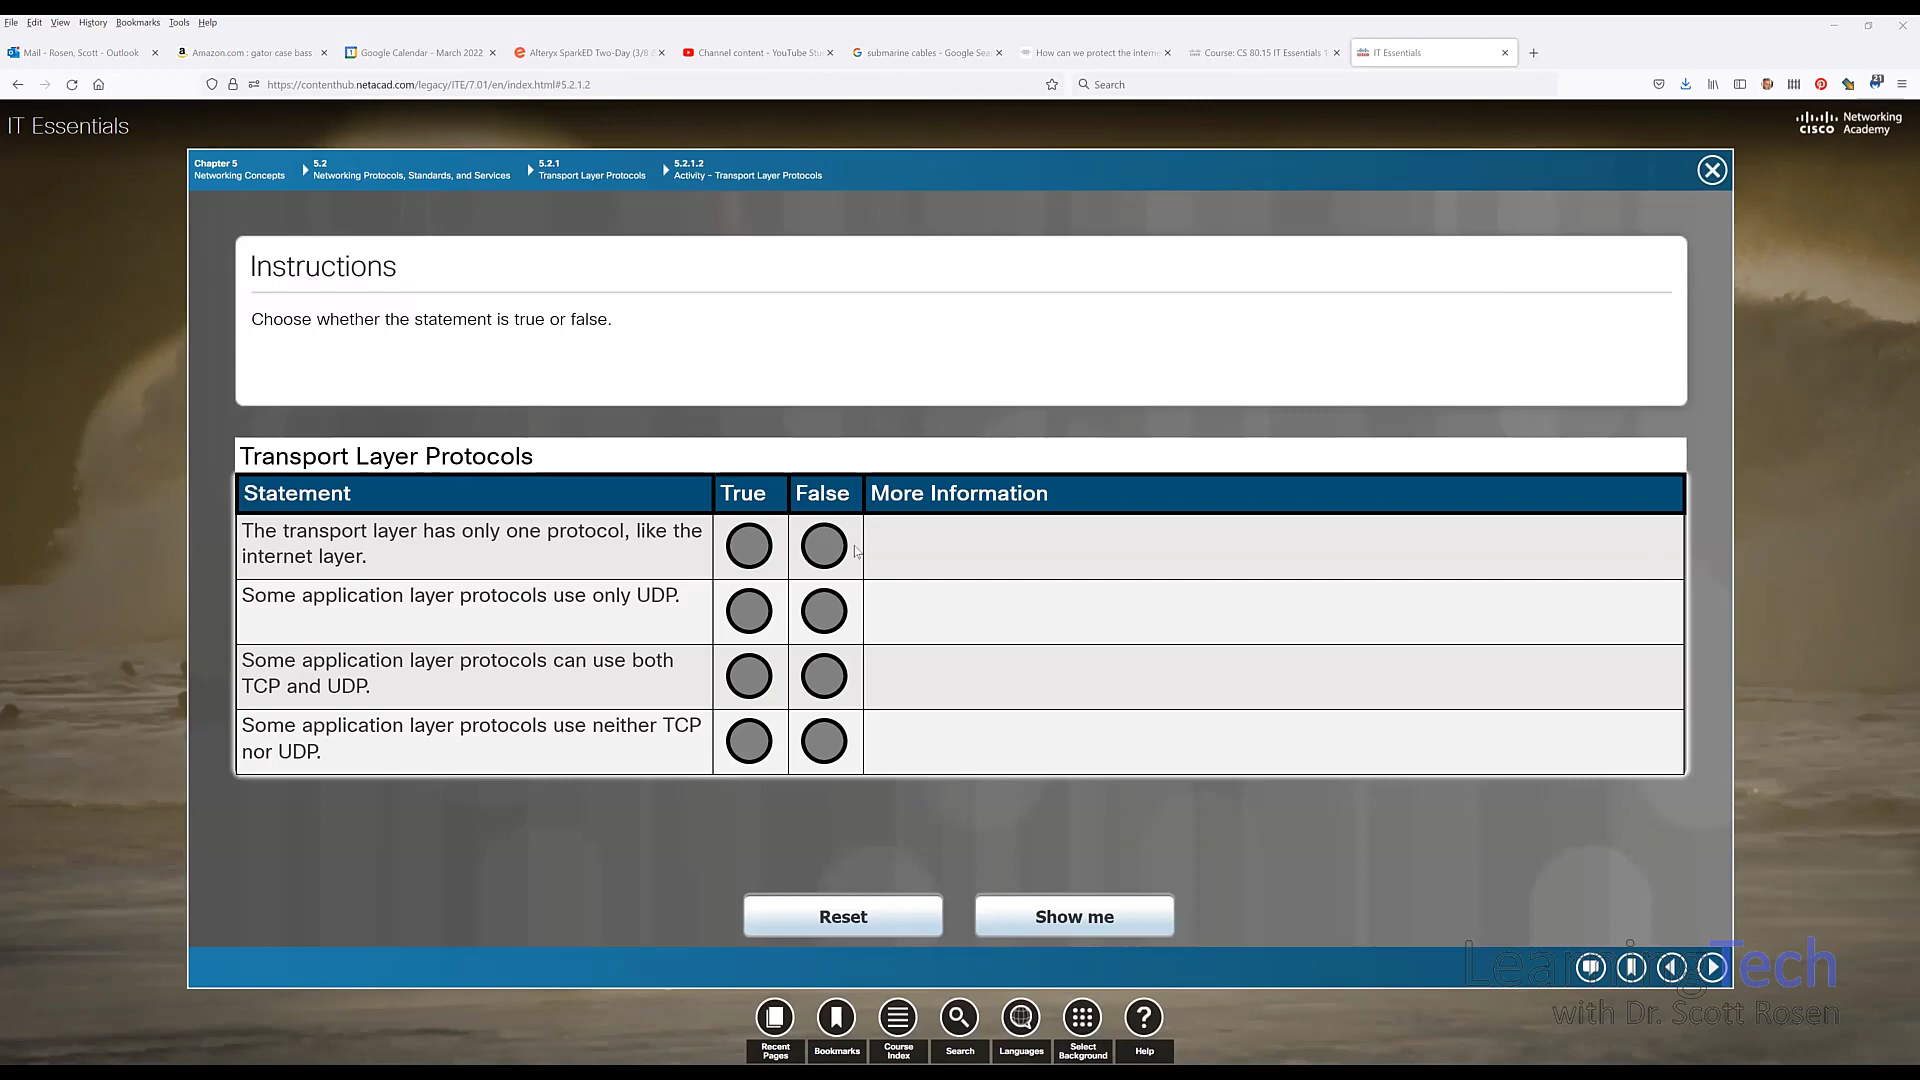 File Edit View History Bookmarks Tools Help
Mail - Rosen, Scott - Outlook
Amazon.com : gator case bass
Google Calendar - March 2022
Alteryx SparkED Two-Day (3/8
Channel content - YouTube Stu
submarine cables - Google Sea
How can we protect the interne
Course: CS 80.15 IT Essentials 1
IT Essentials
https://contenthub.netacad.com/legacy/ITE/7.01/en/index.html#5.2.1.2
Search
21
IT Essentials
CISCO
Networking
Academy
Chapter 5
Networking Concepts
5.2
Networking Protocols, Standards, and Services
5.2.1
Transport Layer Protocols
5.2.1.2
Activity – Transport Layer Protocols
Instructions
Choose whether the statement is true or false.
Transport Layer Protocols
Statement True False More Information
The transport layer has only one protocol, like the
internet layer.
Some application layer protocols use only UDP.
Some application layer protocols can use both
TCP and UDP.
Some application layer protocols use neither TCP
nor UDP.
Reset
Show me
LearningTech
with Dr. Scott Rosen
Recent
Pages
Bookmarks
Course
Index
Search
Languages
Select
Background
?
Help